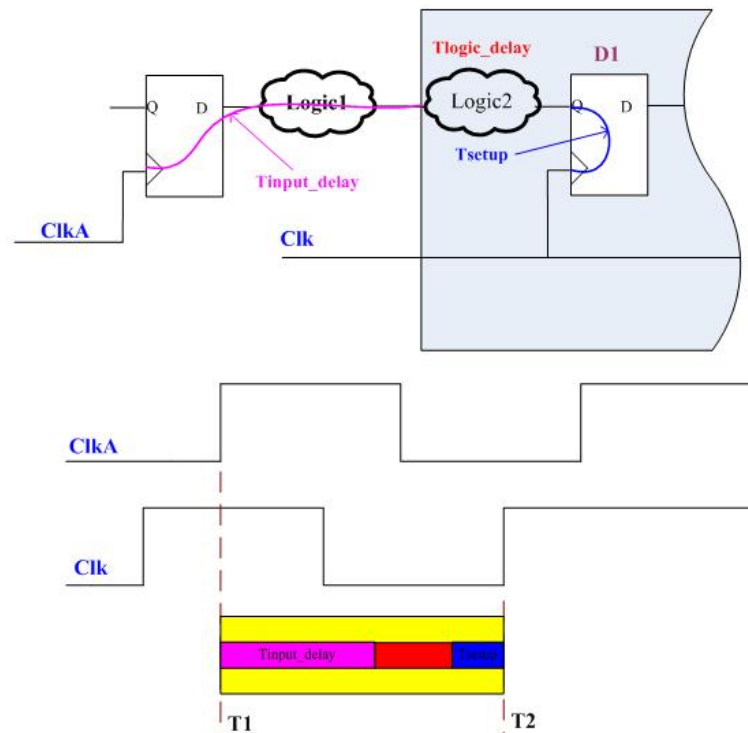 Tlogic_delay
D1
Q
D
Logic1
Logic2
Q
D
Tsetup
Tinput_delay
ClkA
Clk
ClkA
Clk
Tinput_delay
Tsetup
T1
T2